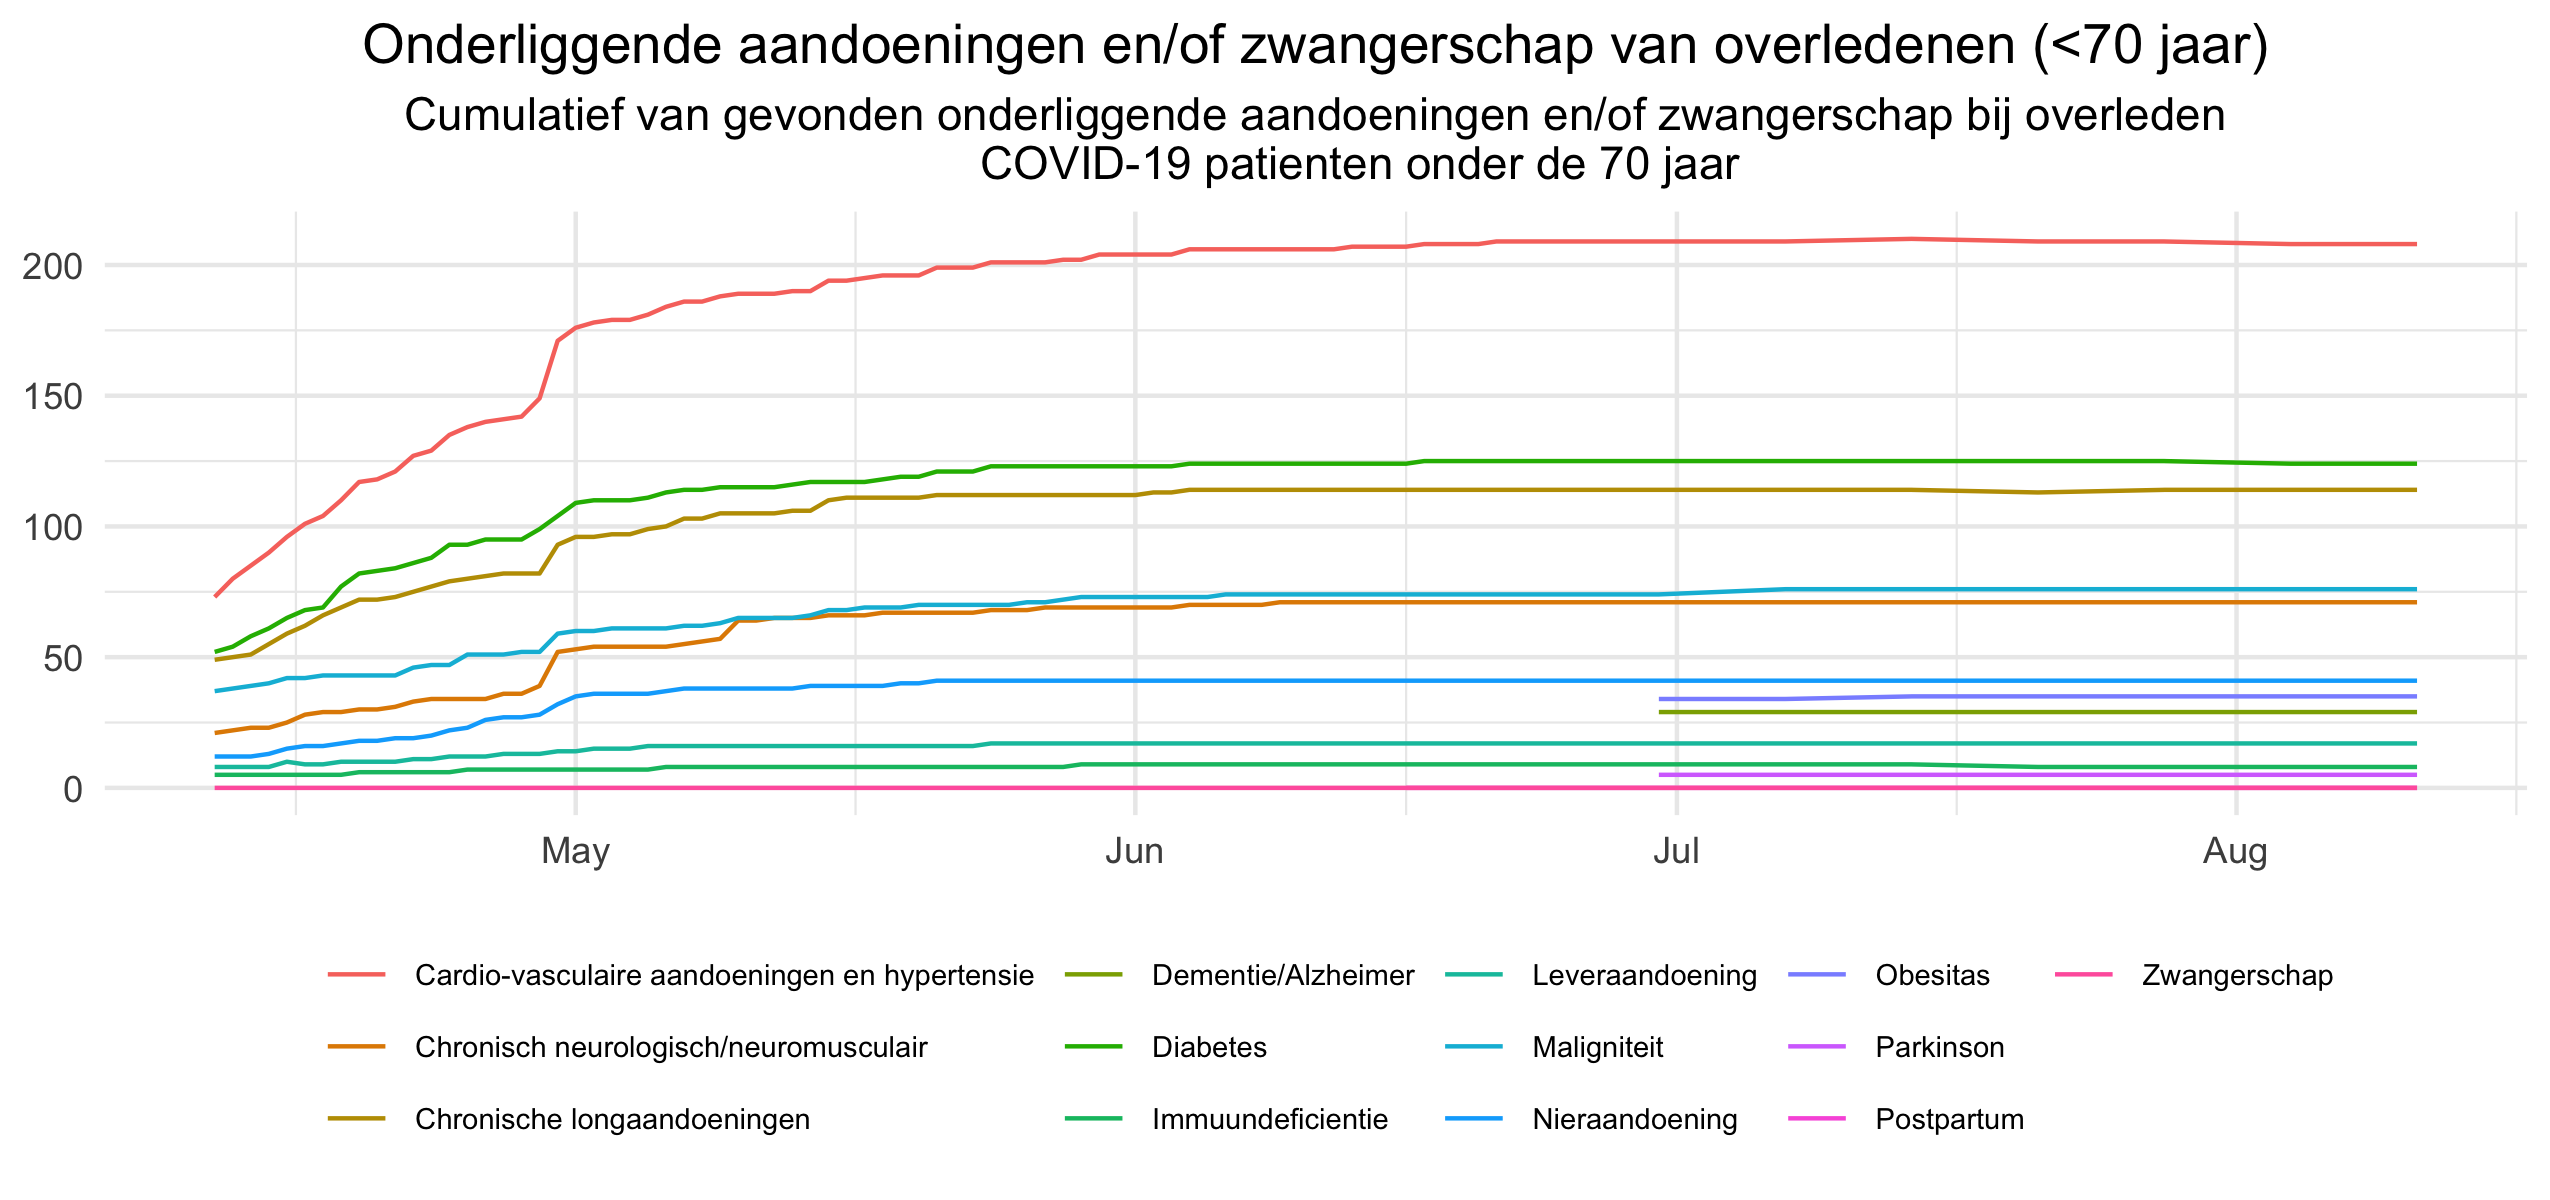 Onderliggende aandoeningen en/of zwangerschap van overledenen (<70 jaar)
Cumulatief van gevonden onderliggende aandoeningen en/of zwangerschap bij overleden
COVID-19 patienten onder de 70 jaar
200
150
100
50
0
May Jun Jul Aug
Cardio-vasculaire aandoeningen en hypertensie Dementie/Alzheimer Leveraandoening Obesitas Zwangerschap
Chronisch neurologisch/neuromusculair Diabetes Maligniteit Parkinson
Chronische longaandoeningen Immuundeficientie Nieraandoening Postpartum